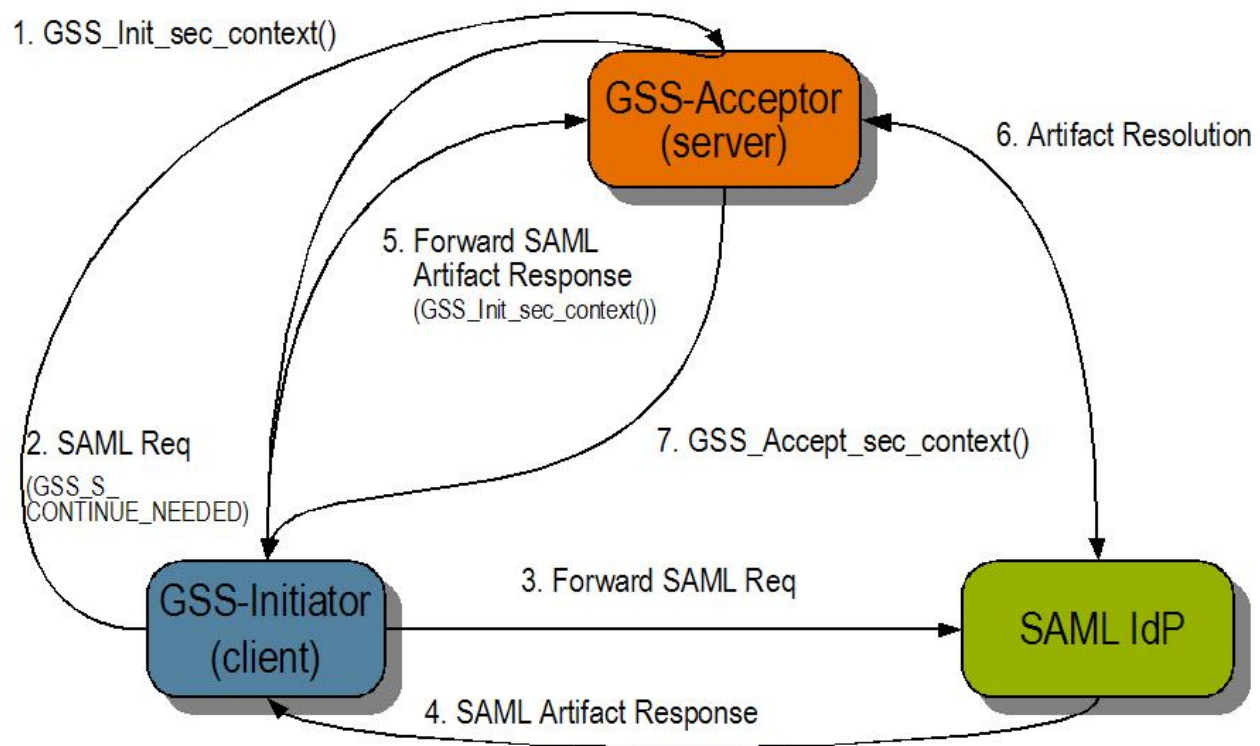 1. GSS_Init_sec_context()
GSS-Acceptor
(server)
6. Artifact Resolution
5. Forward SAML
Artifact Response
(GSS_Init_sec_context())
2. SAML Req
(GSS_S_
CONTINUE_NEEDED)
7. GSS_Accept_sec_context()
GSS-Initiator
(client)
3. Forward SAML Req
SAML IdP
4. SAML Artifact Response